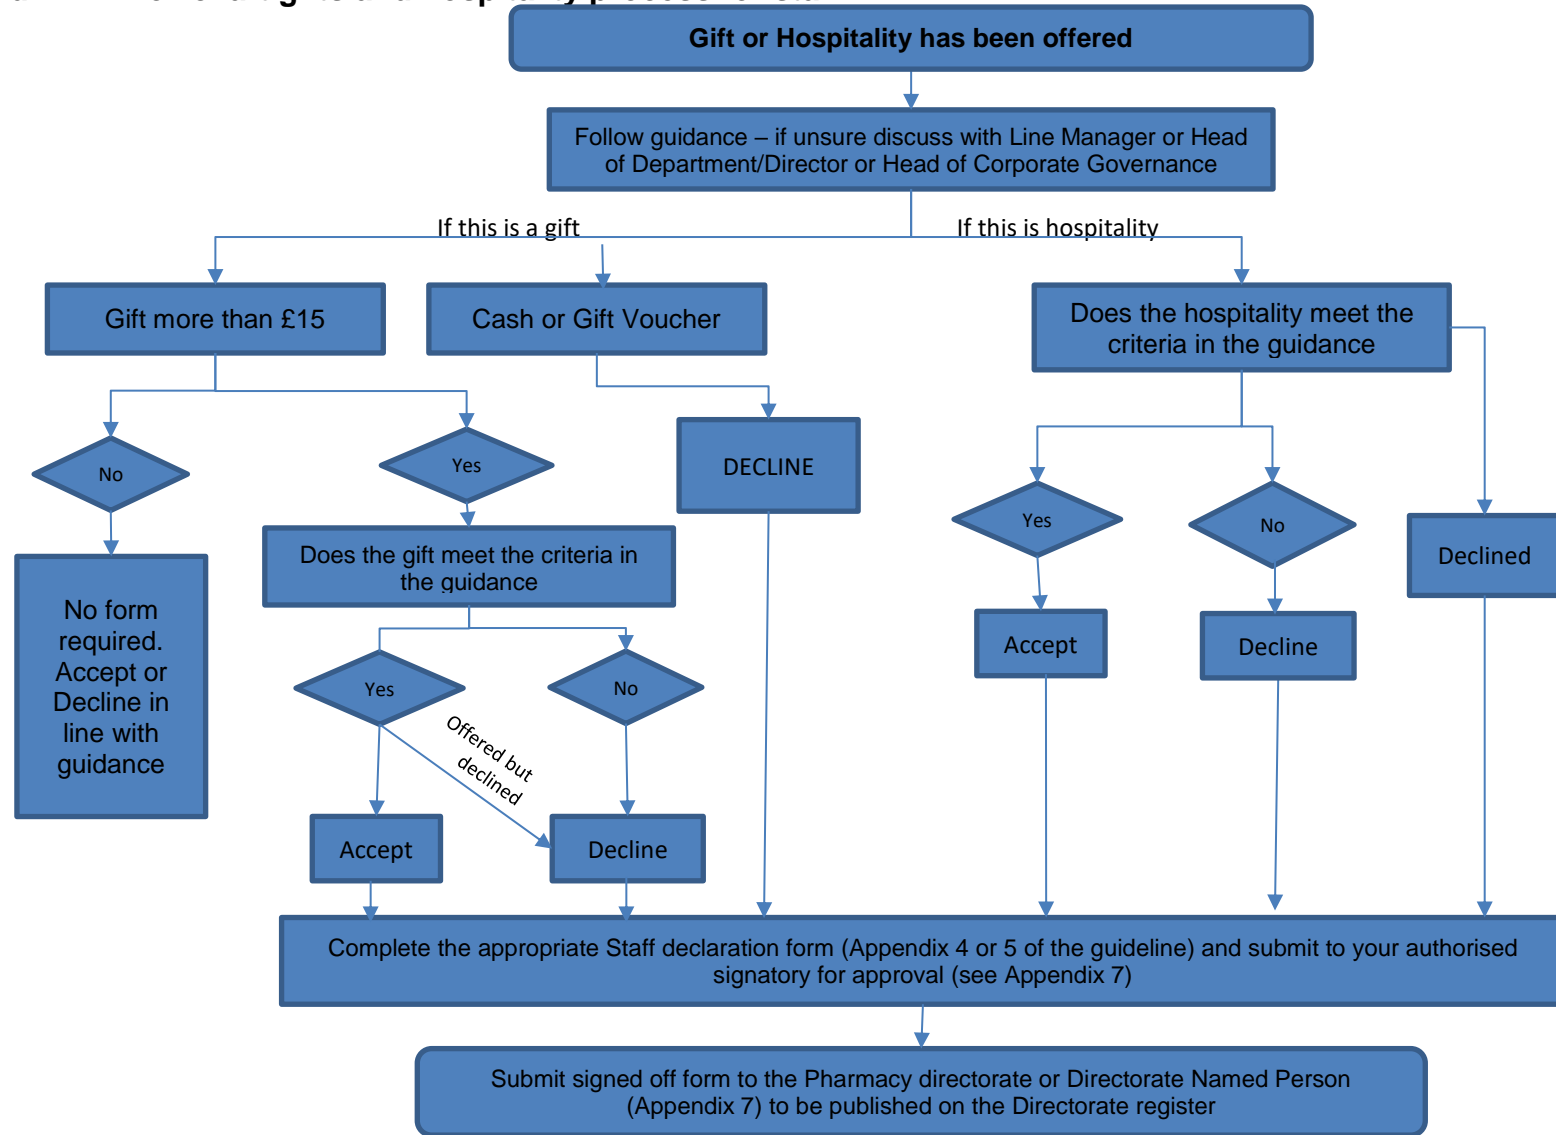 Gift or Hospitality has been offered
Follow guidance – if unsure discuss with Line Manager or Head
of Department/Director or Head of Corporate Governance
If this is a gift
If this is hospitality
Gift more than £15
Cash or Gift Voucher
Does the hospitality meet the
criteria in the guidance
No
Yes
DECLINE
Yes
No
Declined
Does the gift meet the criteria in
the guidance
No form
required.
Accept or
Decline in
line with
guidance
Accept
Decline
Yes
No
Offered but
declined
Accept
Decline
Complete the appropriate Staff declaration form (Appendix 4 or 5 of the guideline) and submit to your authorised
signatory for approval (see Appendix 7)
Submit signed off form to the Pharmacy directorate or Directorate Named Person
(Appendix 7) to be published on the Directorate register